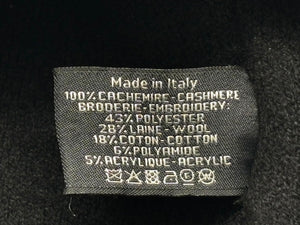 Made in Italy
100% CACHEMIRE-CASHMERE
BRODERIE-EMBROIDERY:
43% POLYESTER
28% LAINE-WOOL
18% COTON-COTTON
6% POLYAMIDE
5% ACRYLIQUE-ACRYLIC